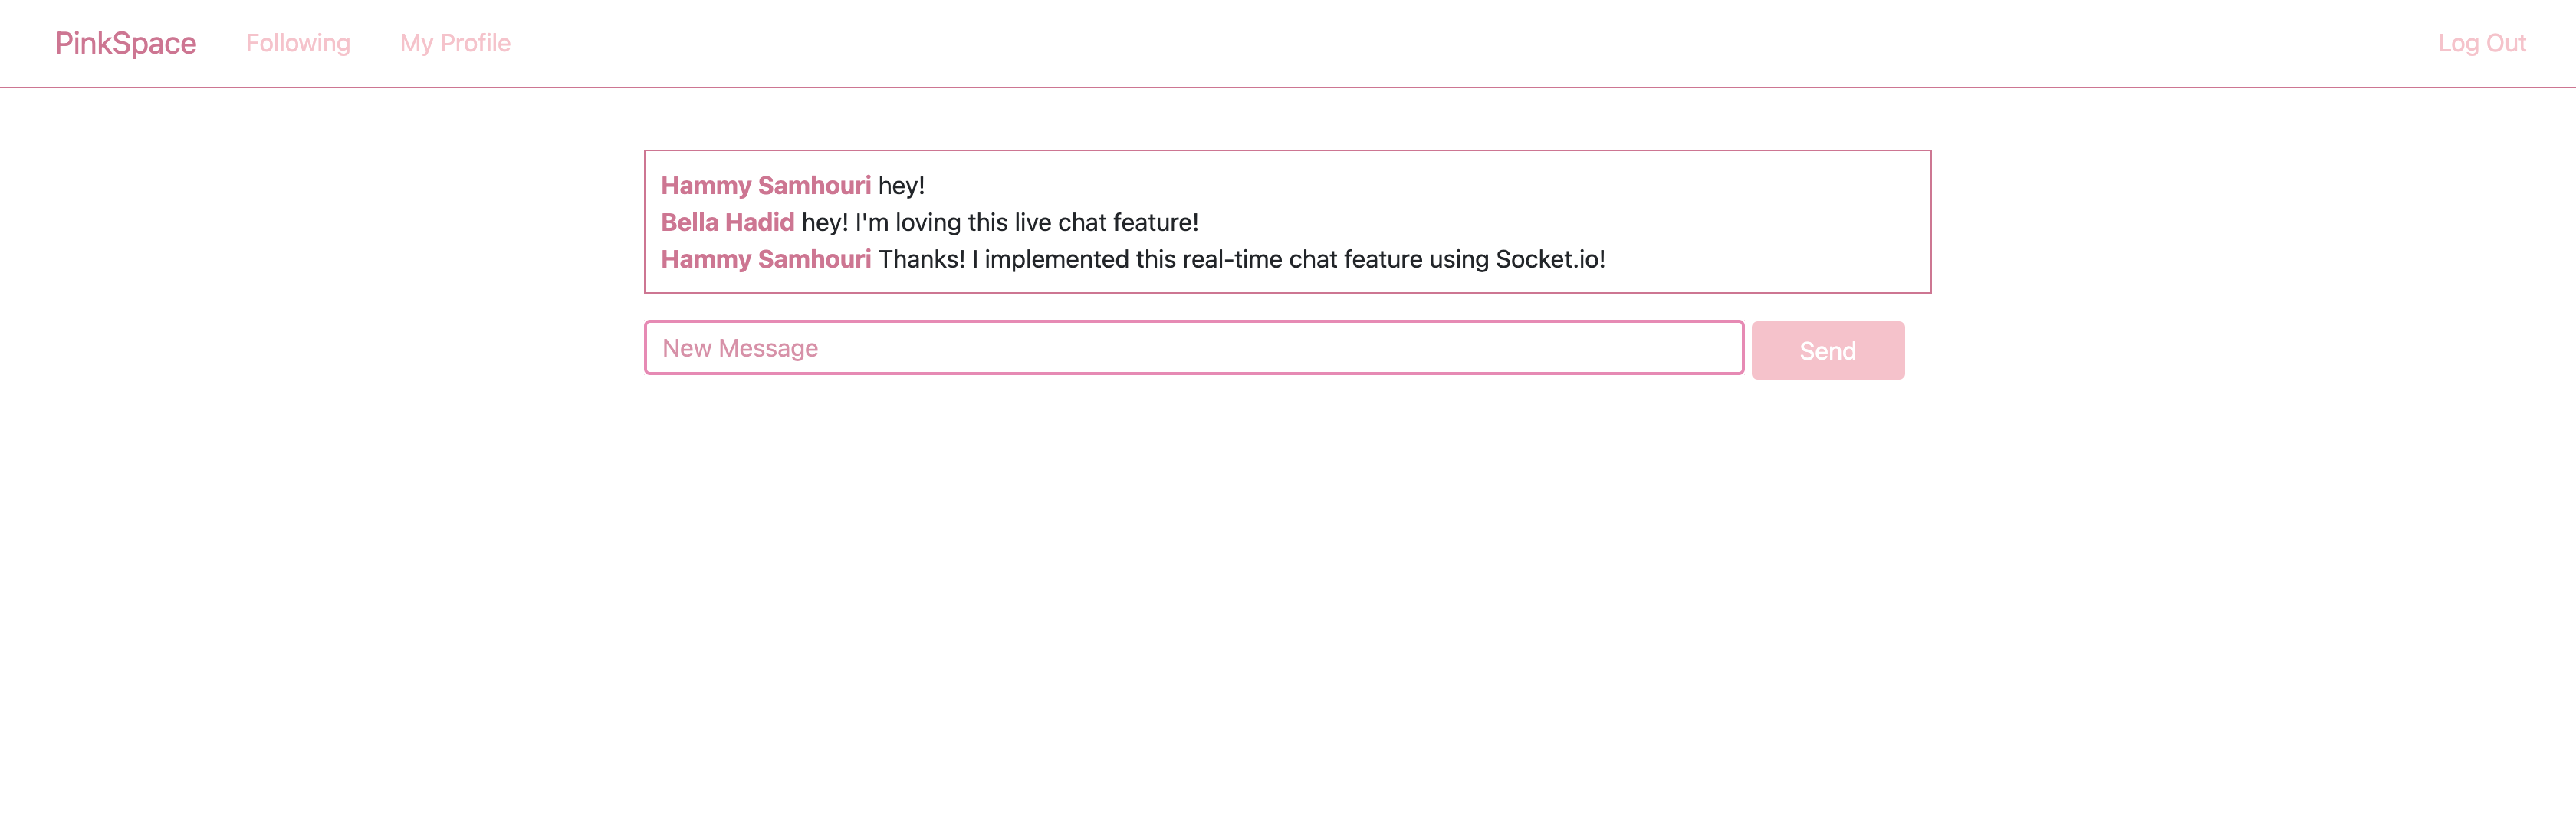 PinkSpace Following My Profile Log Out
Hammy Samhouri hey!
Bella Hadid hey! I'm loving this live chat feature!
Hammy Samhouri Thanks! I implemented this real-time chat feature using Socket.io!
New Message Send